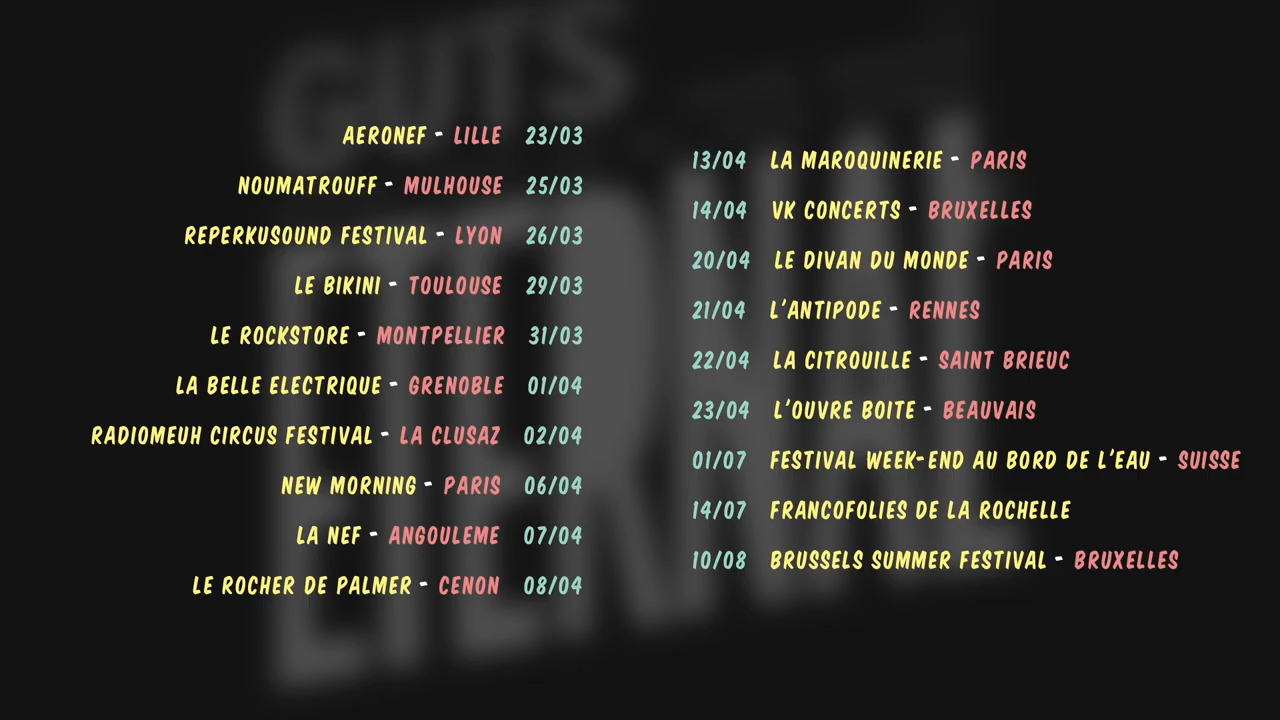 GUTS
ETERNAL
AERONEF - LILLE 23/03
NOUMATROUFF - MULHOUSE 25/03
REPERKUSOUND FESTIVAL - LYON 26/03
LE BIKINI - TOULOUSE 29/03
LE ROCKSTORE - MONTPELLIER 31/03
LA BELLE ELECTRIQUE - GRENOBLE 01/04
RADIOMEUH CIRCUS FESTIVAL - LA CLUSAZ 02/04
NEW MORNING - PARIS 06/04
LA NEF - ANGOULEME 07/04
LE ROCHER DE PALMER - CENON 08/04
13/04 LA MAROQUINERIE - PARIS
14/04 VK CONCERTS - BRUXELLES
20/04 LE DIVAN DU MONDE - PARIS
21/04 L'ANTIPODE - RENNES
22/04 LA CITROUILLE - SAINT BRIEUC
23/04 L'OUVRE BOITE - BEAUVAIS
01/07 FESTIVAL WEEK-END AU BORD DE L'EAU - SUISSE
14/07 FRANCOFOLIES DE LA ROCHELLE
10/08 BRUSSELS SUMMER FESTIVAL - BRUXELLES